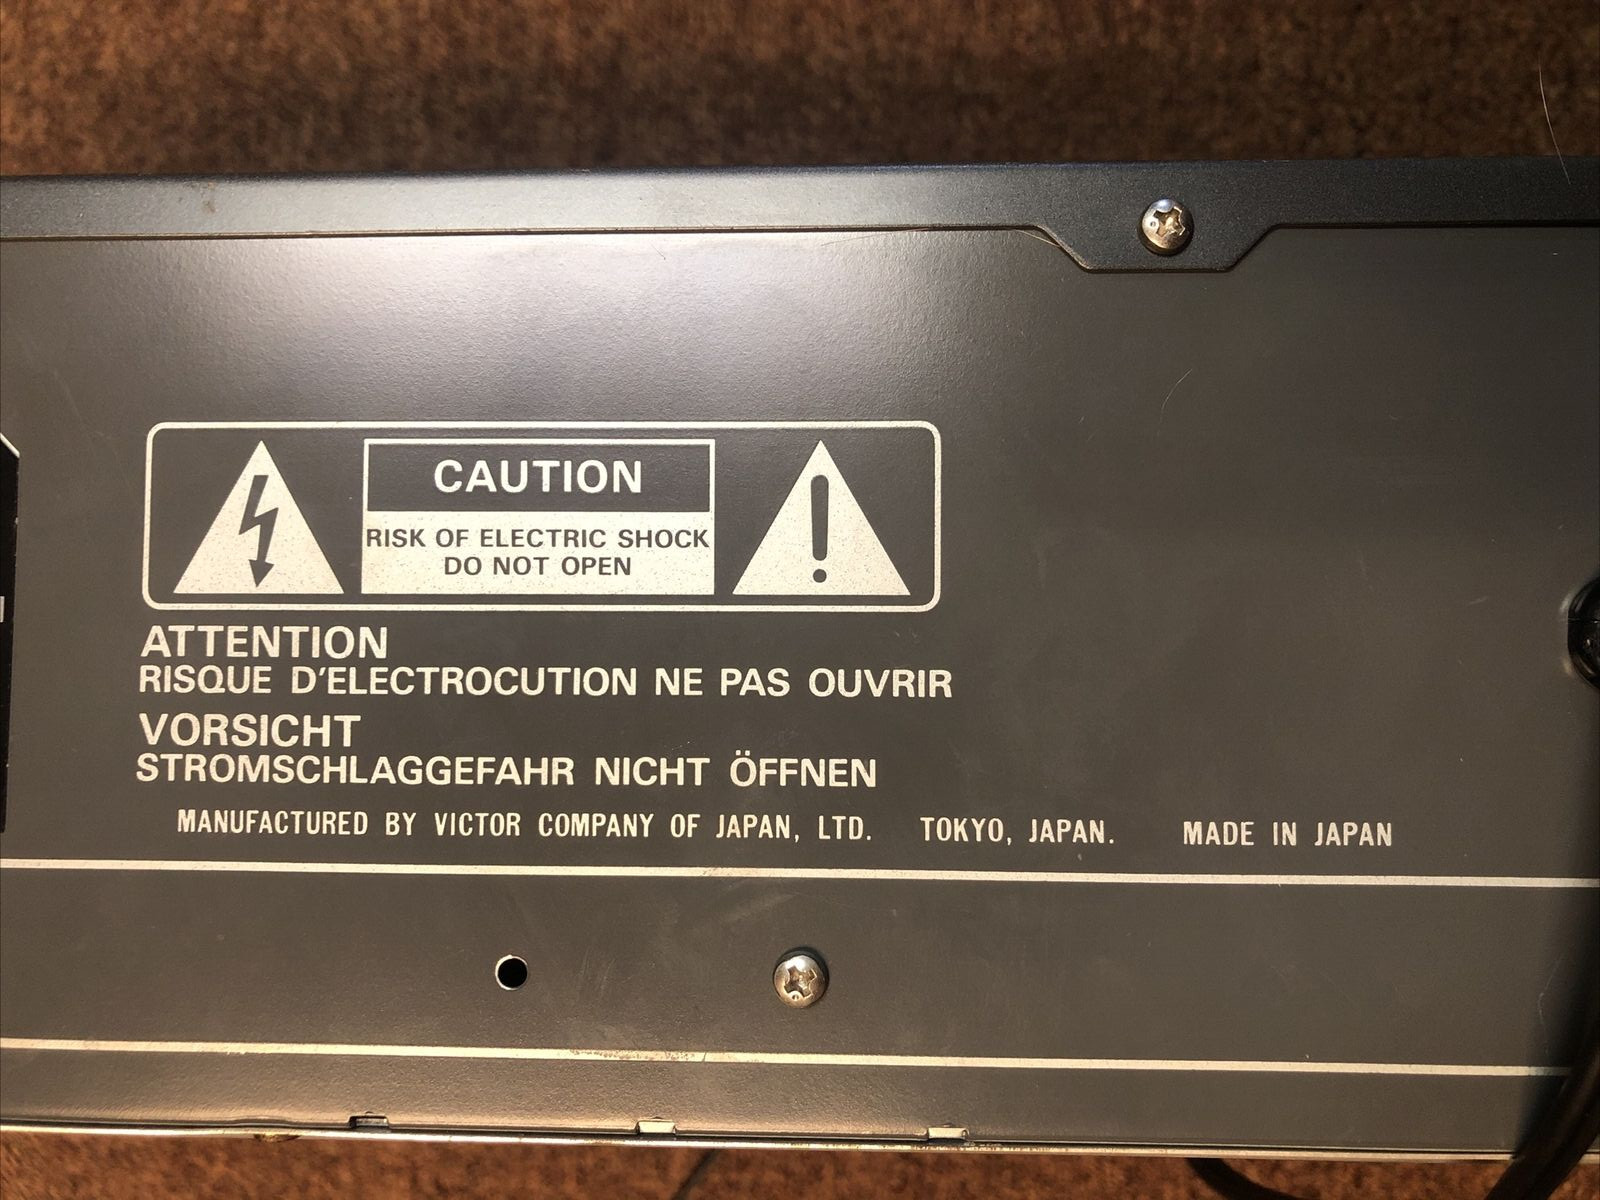 CAUTION
RISK OF ELECTRIC SHOCK
DO NOT OPEN
ATTENTION
RISQUE D'ELECTROCUTION NE PAS OUVRIR
VORSICHT
STROMSCHLAGGEFAHR NICHT ÖFFNEN
MANUFACTURED BY VICTOR COMPANY OF JAPAN, LTD. TOKYO, JAPAN. MADE IN JAPAN